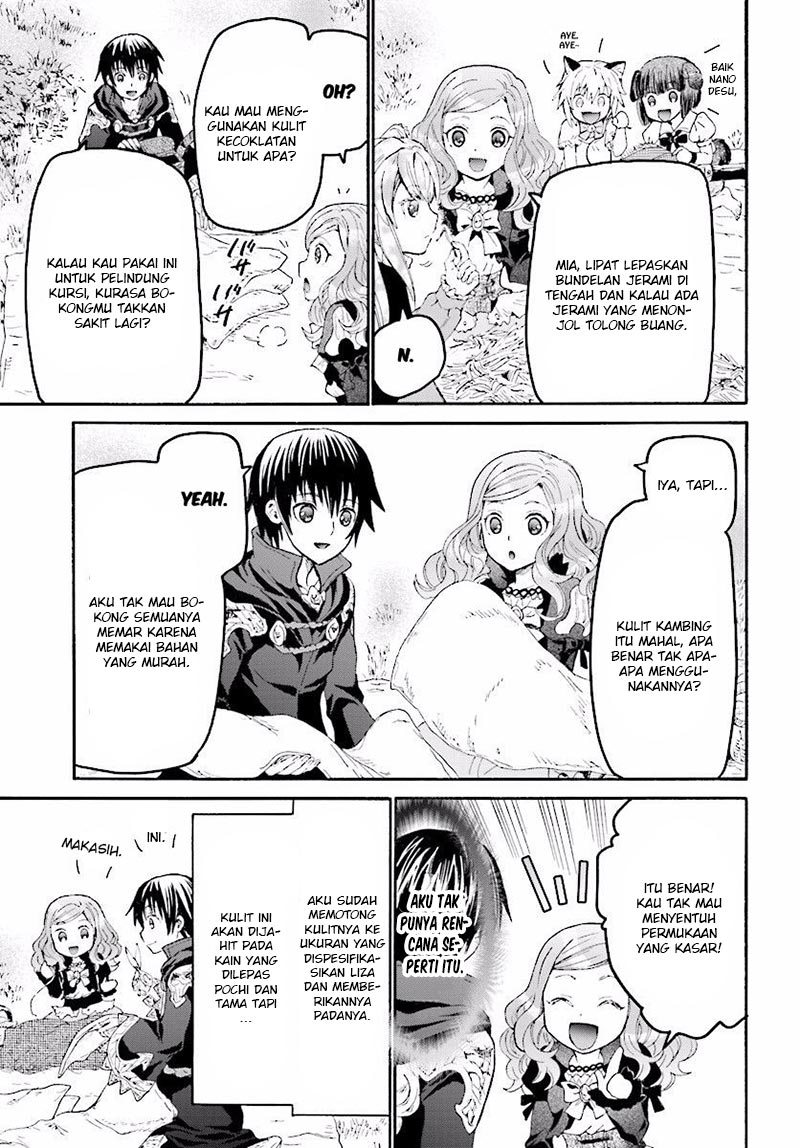 AYE,
AYE~
BAIK
NANO
DESU,
MIA, LIPAT LEPASKAN
BUNDELAN JERAMI DI
TENGAH DAN KALAU ADA
JERAMI YANG MENON-
JOL TOLONG BUANG.
N.
OH?
KAU MAU MENG-
GUNAKAN KULIT
KECOKLATAN
UNTUK APA?
KALAU KAU PAKAI INI
UNTUK PELINDUNG
KURSI, KURASA BO-
KONGMU TAKKAN
SAKIT LAGI?
IYA, TAPI...
KULIT KAMBING
ITU MAHAL, APA
BENAR TAK APA-
APA MENGGU-
NAKANNYA?
YEAH.
AKU TAK MAU BO-
KONG SEMUANYA
MEMAR KARENA
MEMAKAI BAHAN
YANG MURAH.
ITU BENAR!
KAU TAK MAU
MENYENTUH
PERMUKAAN
YANG KASAR!
AKU TAK
PUNYA REN-
CANA SE-
PERTI ITU.
AKU SUDAH
MEMOTONG
KULITNYA KE
UKURAN YANG
DISPESIFIKA-
SIKAN LIZA
DAN MEMBE-
RIKANNYA
PADANYA.
KULIT INI
AKAN DIJA-
HIT PADA
KAIN YANG
DILEPAS
POCHI DAN
TAMA TAPI
...
INI.
MAKASIH.